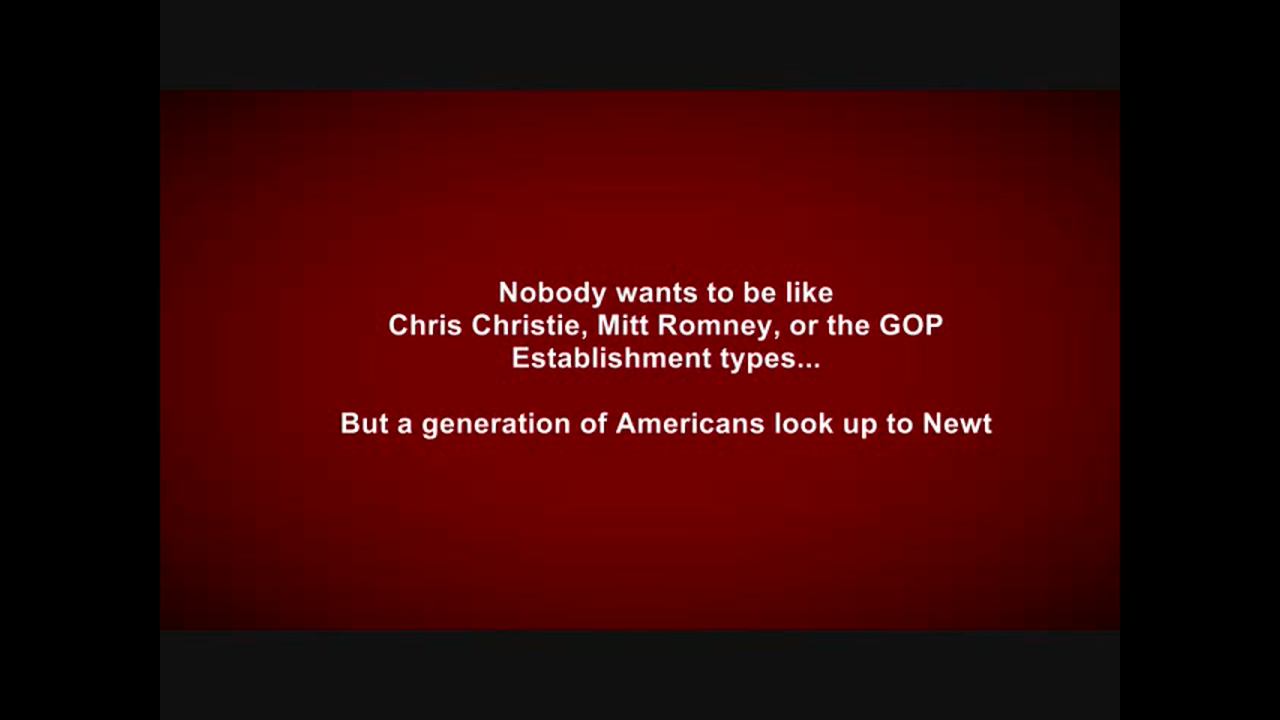 Nobody wants to be like
Chris Christie, Mitt Romney, or the GOP
Establishment types...
But a generation of Americans look up to Newt